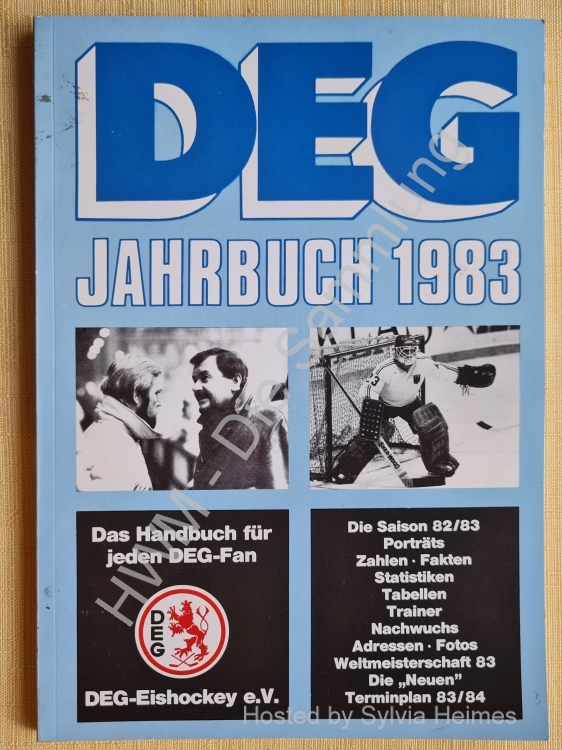 DEG
JAHRBUCH 1983
Das Handbuch für
jeden DEG-Fan
DEG
DEG-Eishockey e.V.
Die Saison 82/83
Porträts
Zahlen · Fakten
Statistiken
Tabellen
Trainer
Nachwuchs
Adressen · Fotos
Weltmeisterschaft 83
Die „Neuen”
Terminplan 83/84
HWM - Die Sammlung
Hosted by Sylvia Heimes